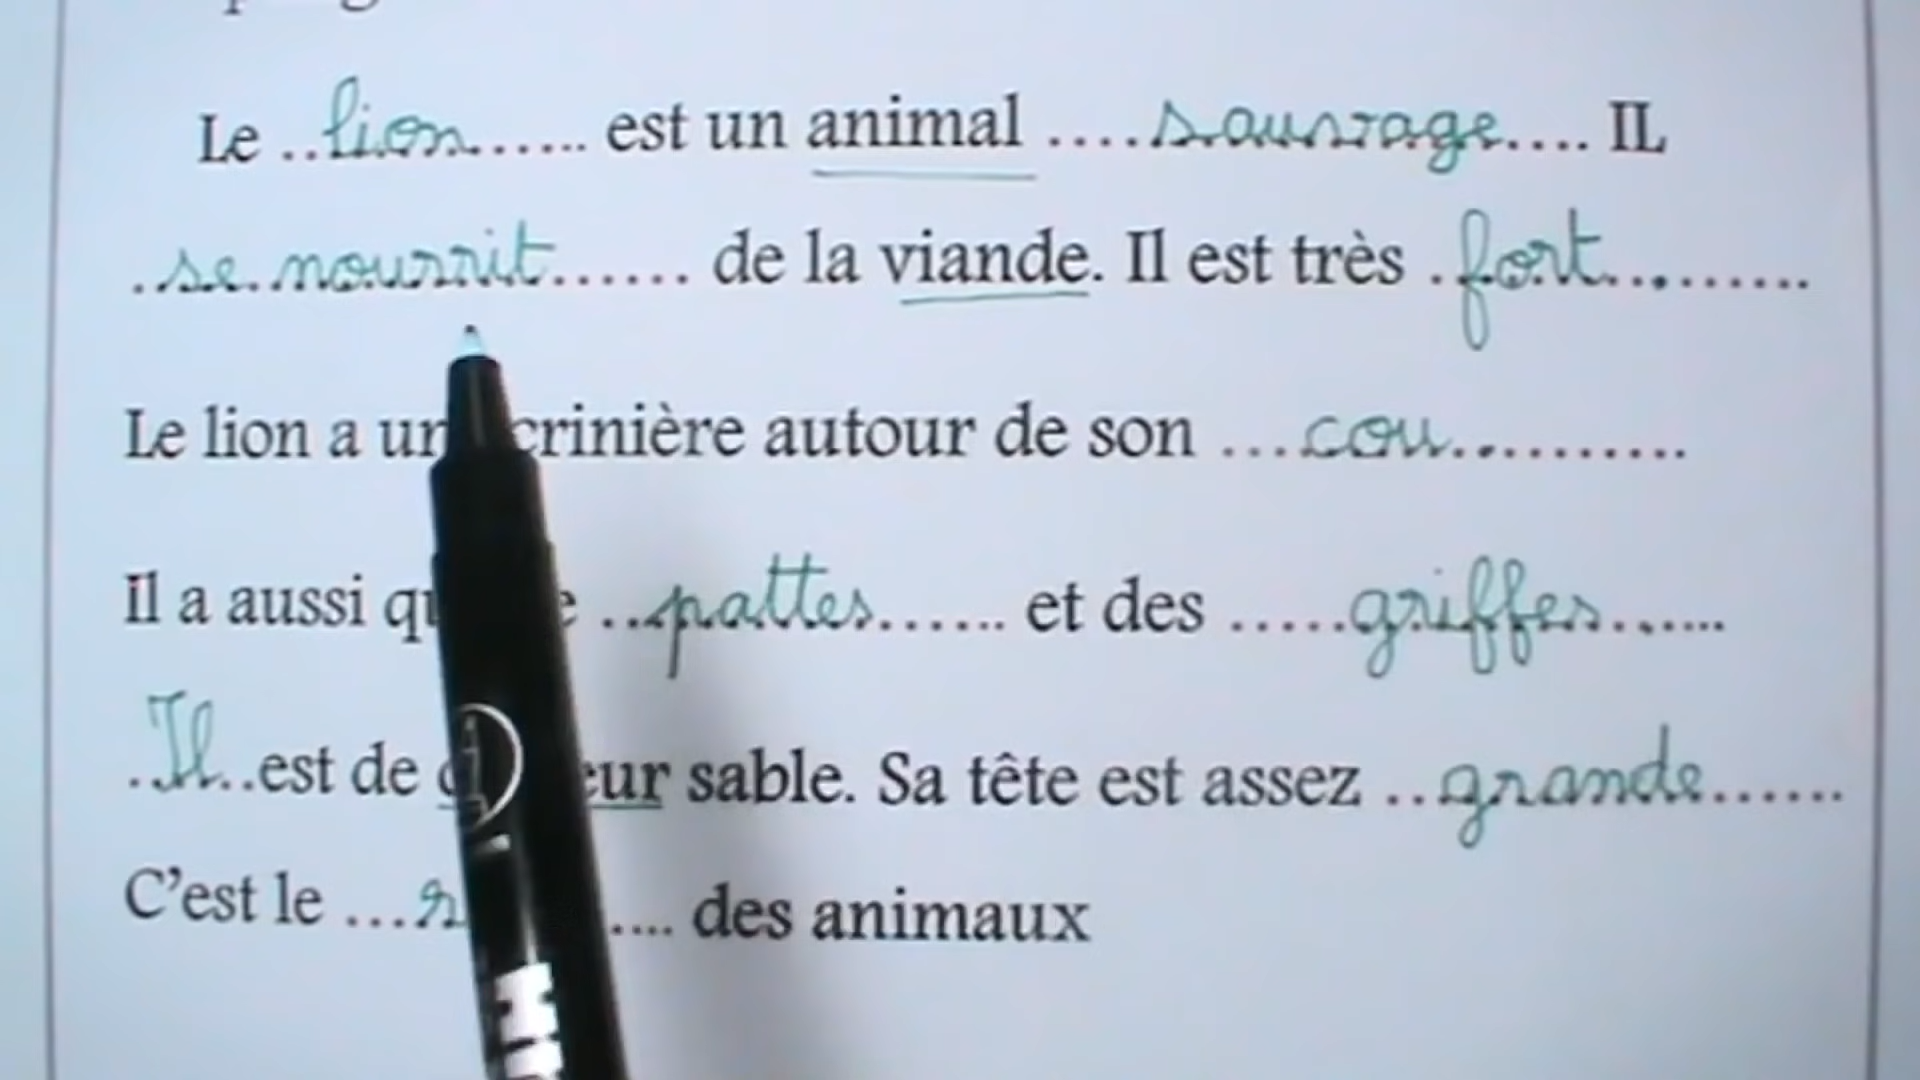 Le ..lion...... est un animal ....sauvage.... IL
.se nourrit...... de la viande. Il est très .fort.........
Le lion a un crinière autour de son ...cou..........
Il a aussi ..pattes...... et des .....griffes......
..Il..est de sable. Sa tête est assez ..grande......
C'est le ... .... des animaux